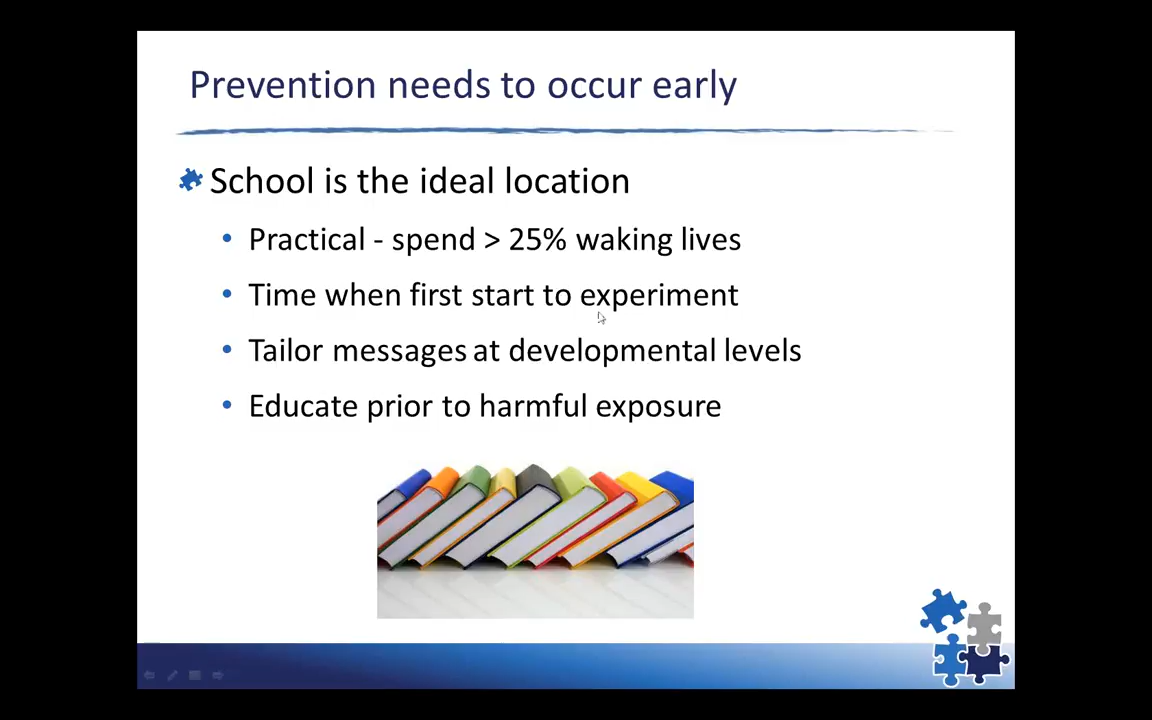 Prevention needs to occur early
School is the ideal location
• Practical - spend > 25% waking lives
• Time when first start to experiment
• Tailor messages at developmental levels
• Educate prior to harmful exposure